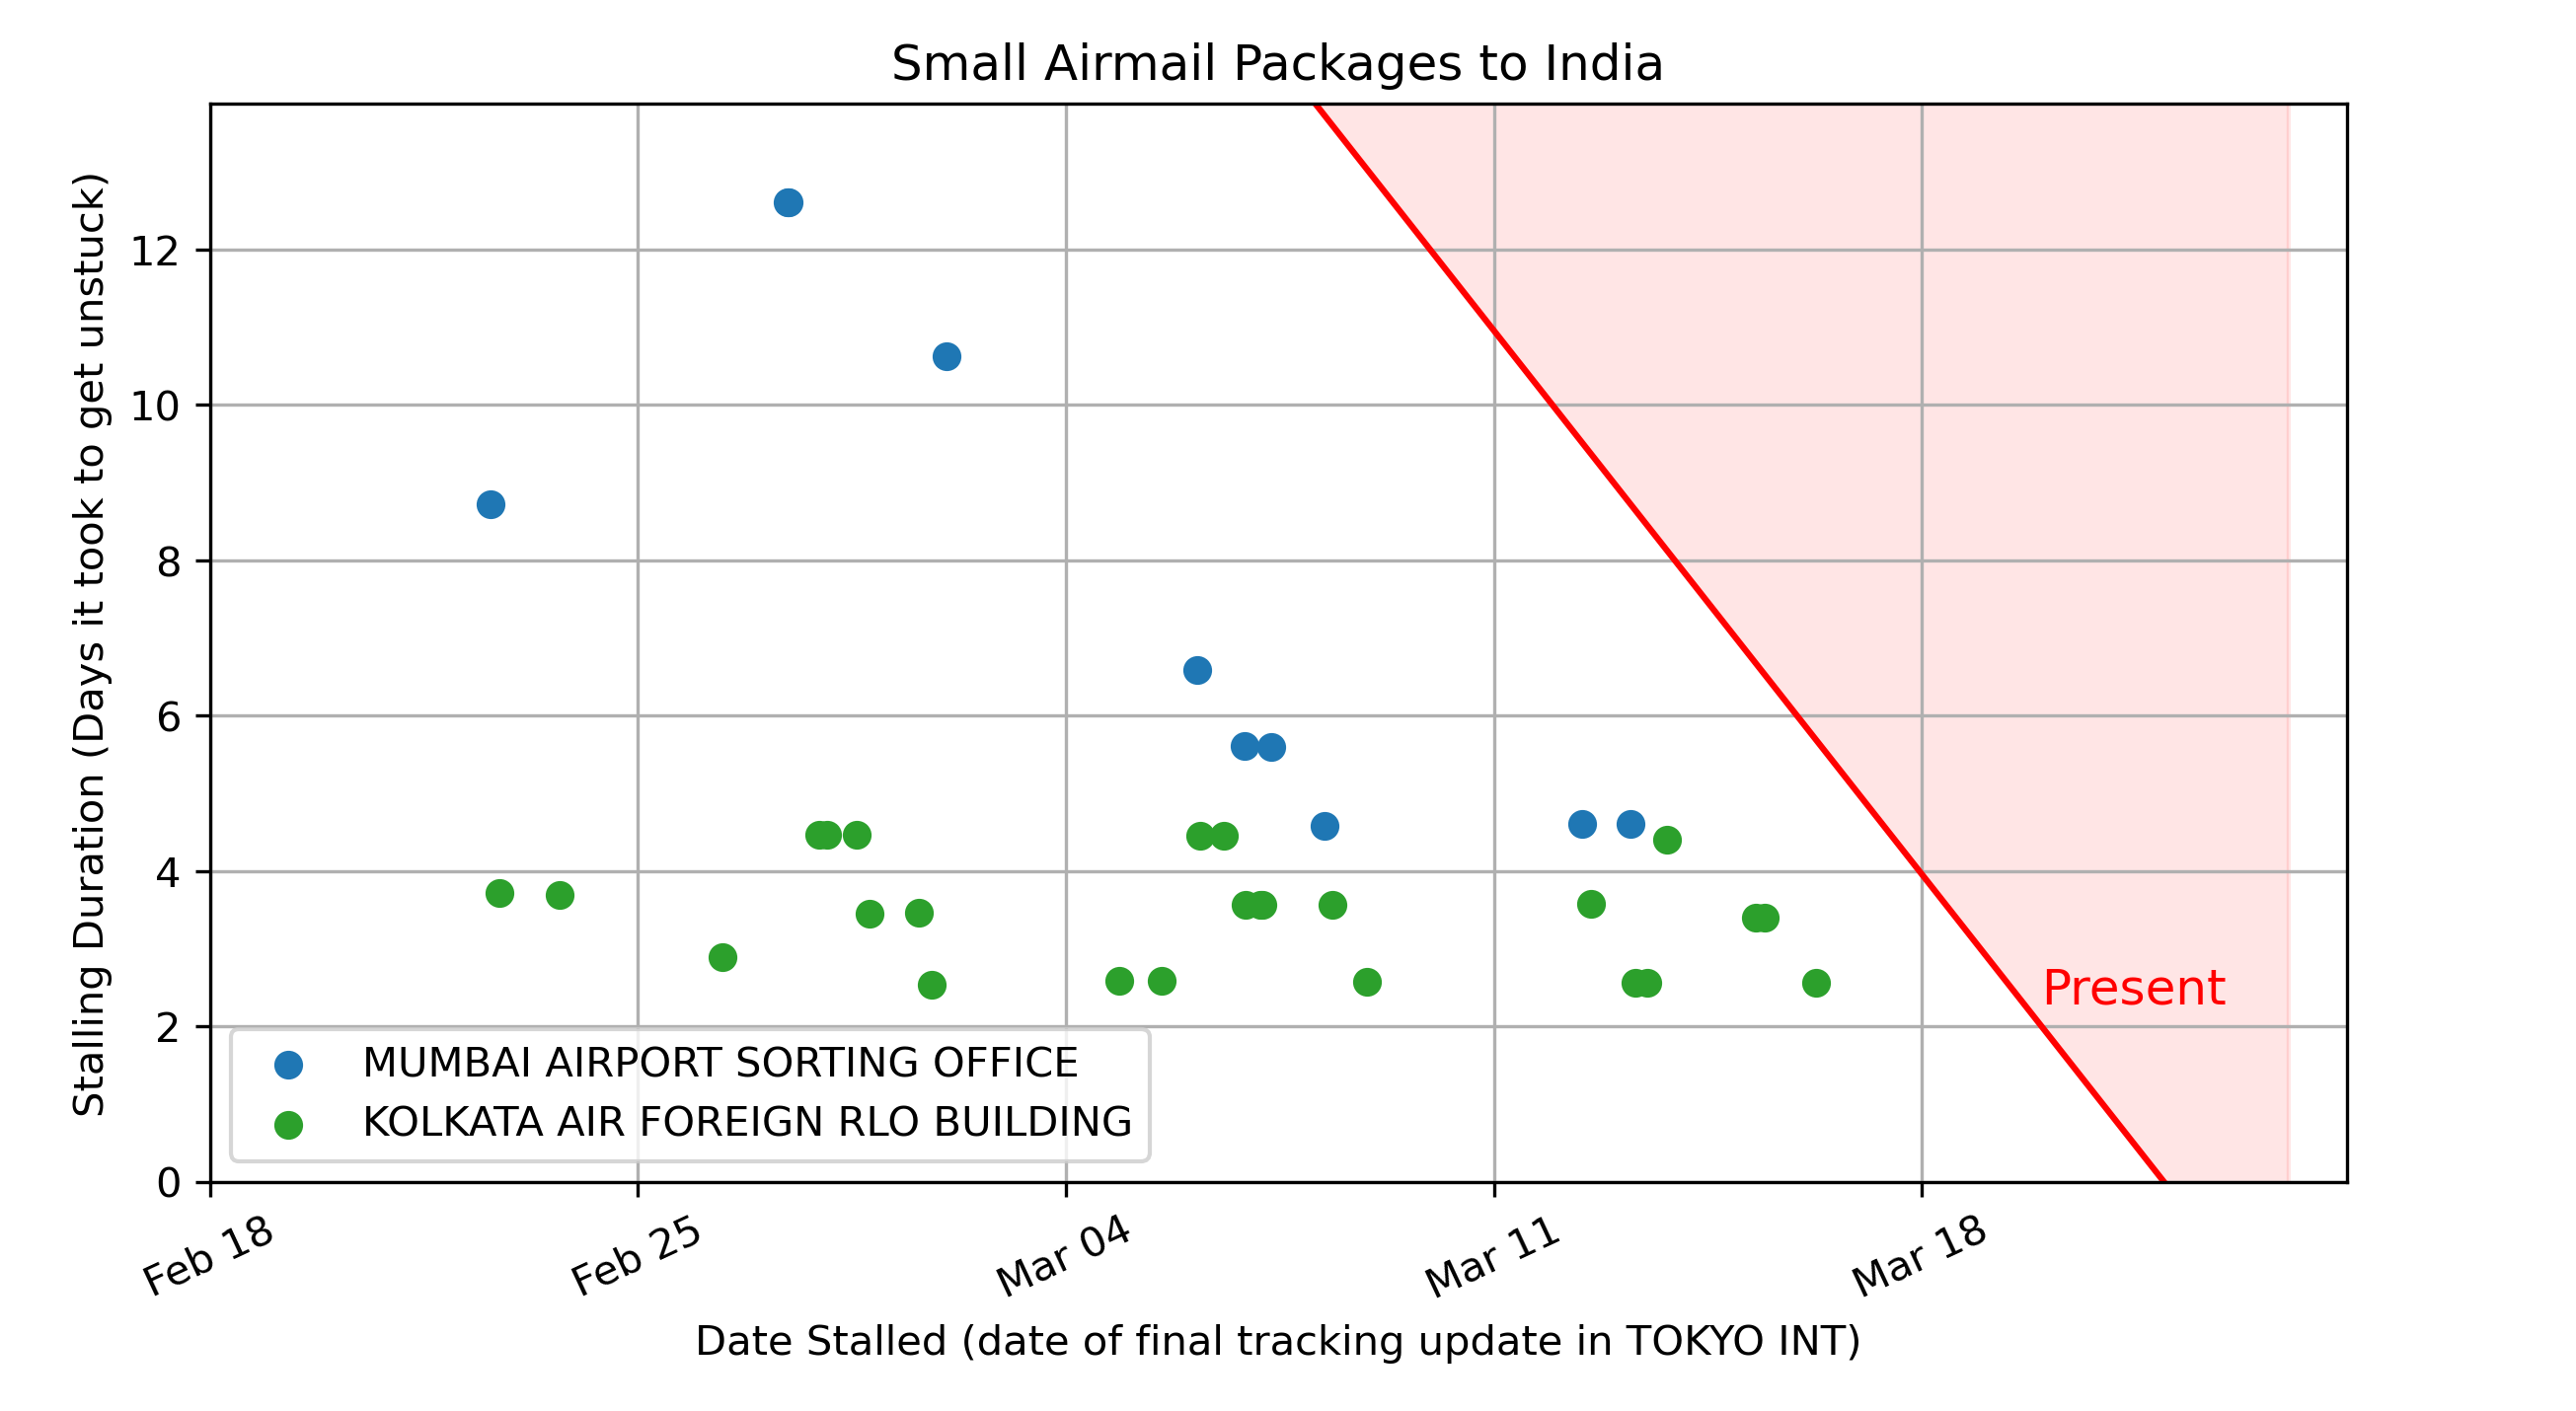 Small Airmail Packages to India
Stalling Duration (Days it took to get unstuck)
12
10
8
6
4
2
0
Present
MUMBAI AIRPORT SORTING OFFICE
KOLKATA AIR FOREIGN RLO BUILDING
Feb 18
Feb 25
Mar 04
Mar 11
Mar 18
Date Stalled (date of final tracking update in TOKYO INT)